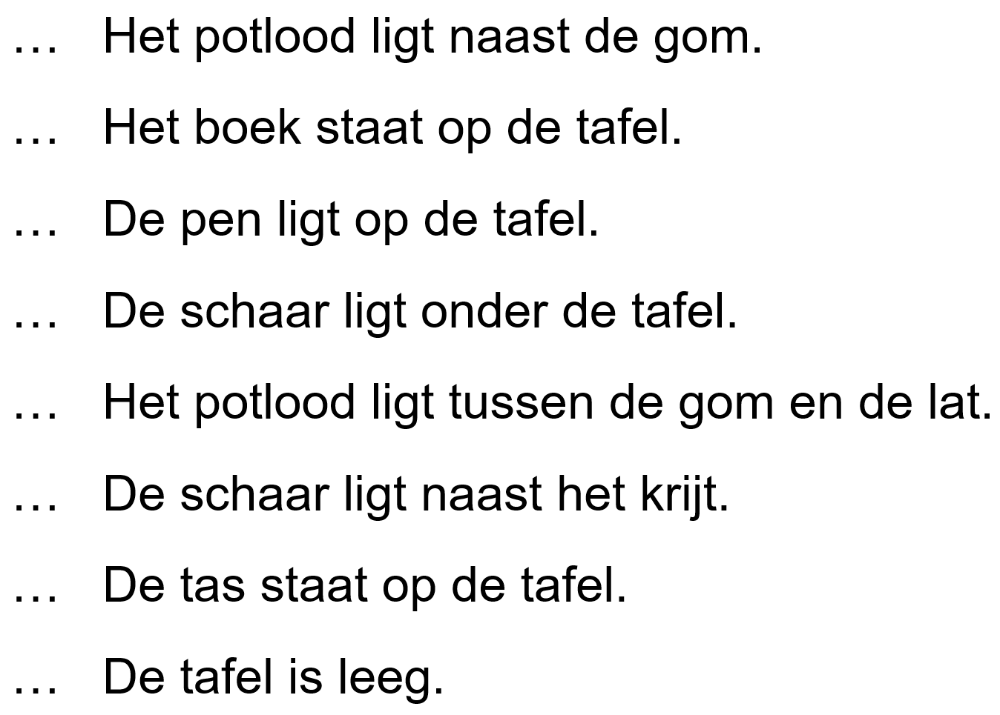 … Het potlood ligt naast de gom.
… Het boek staat op de tafel.
… De pen ligt op de tafel.
… De schaar ligt onder de tafel.
… Het potlood ligt tussen de gom en de lat.
… De schaar ligt naast het krijt.
… De tas staat op de tafel.
… De tafel is leeg.